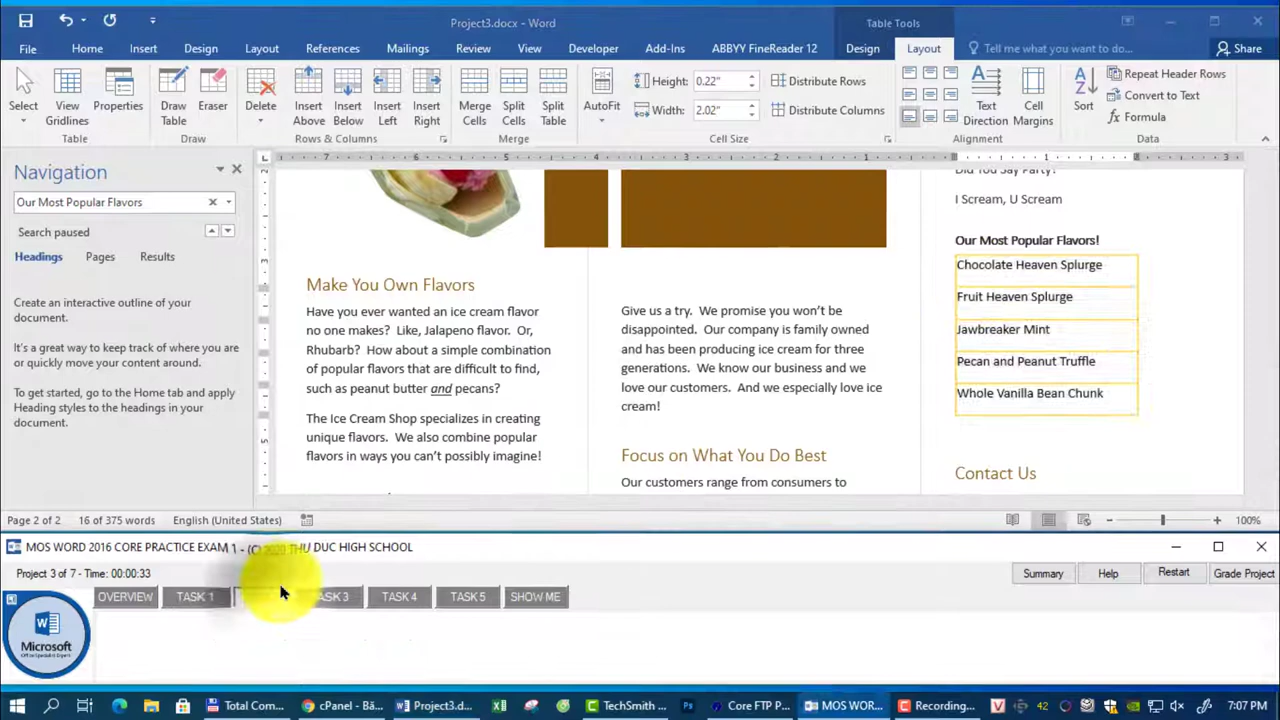 Project3.docx - Word
Table Tools
File Home Insert Design Layout References Mailings Review View Developer Add-Ins ABBYY FineReader 12 Design Layout Tell me what you want to do... Share
Select
View Gridlines
Properties
Table
Draw Table
Eraser
Draw
Delete
Insert Above
Insert Below
Insert Left
Insert Right
Rows & Columns
Merge Cells
Split Cells
Split Table
Merge
AutoFit
Height: 0.22"
Width: 2.02"
Distribute Rows
Distribute Columns
Cell Size
Text Direction
Cell Margins
Alignment
Sort
Repeat Header Rows
Convert to Text
Formula
Data
Navigation
Our Most Popular Flavors
Search paused
Headings Pages Results
Create an interactive outline of your
document.
It's a great way to keep track of where you are
or quickly move your content around.
To get started, go to the Home tab and apply
Heading styles to the headings in your
document.
Make You Own Flavors
Have you ever wanted an ice cream flavor
no one makes? Like, Jalapeno flavor. Or,
Rhubarb? How about a simple combination
of popular flavors that are difficult to find,
such as peanut butter and pecans?
The Ice Cream Shop specializes in creating
unique flavors. We also combine popular
flavors in ways you can't possibly imagine!
Give us a try. We promise you won't be
disappointed. Our company is family owned
and has been producing ice cream for three
generations. We know our business and we
love our customers. And we especially love ice
cream!
Focus on What You Do Best
Our customers range from consumers to
Did You Say Party?
I Scream, U Scream
Our Most Popular Flavors!
Chocolate Heaven Splurge
Fruit Heaven Splurge
Jawbreaker Mint
Pecan and Peanut Truffle
Whole Vanilla Bean Chunk
Contact Us
Page 2 of 2 16 of 375 words English (United States) 100%
MOS WORD 2016 CORE PRACTICE EXAM 1 - (C) 2020 THU DUC HIGH SCHOOL
Project 3 of 7 - Time: 00:00:33
Summary Help Restart Grade Project
OVERVIEW TASK 1 TASK 4 TASK 5 SHOW ME
Microsoft
Office Specialist Expert
Total Com... cPanel - Bả... Project3.d... TechSmith ... Core FTP P... MOS WOR... Recording... 42 7:07 PM